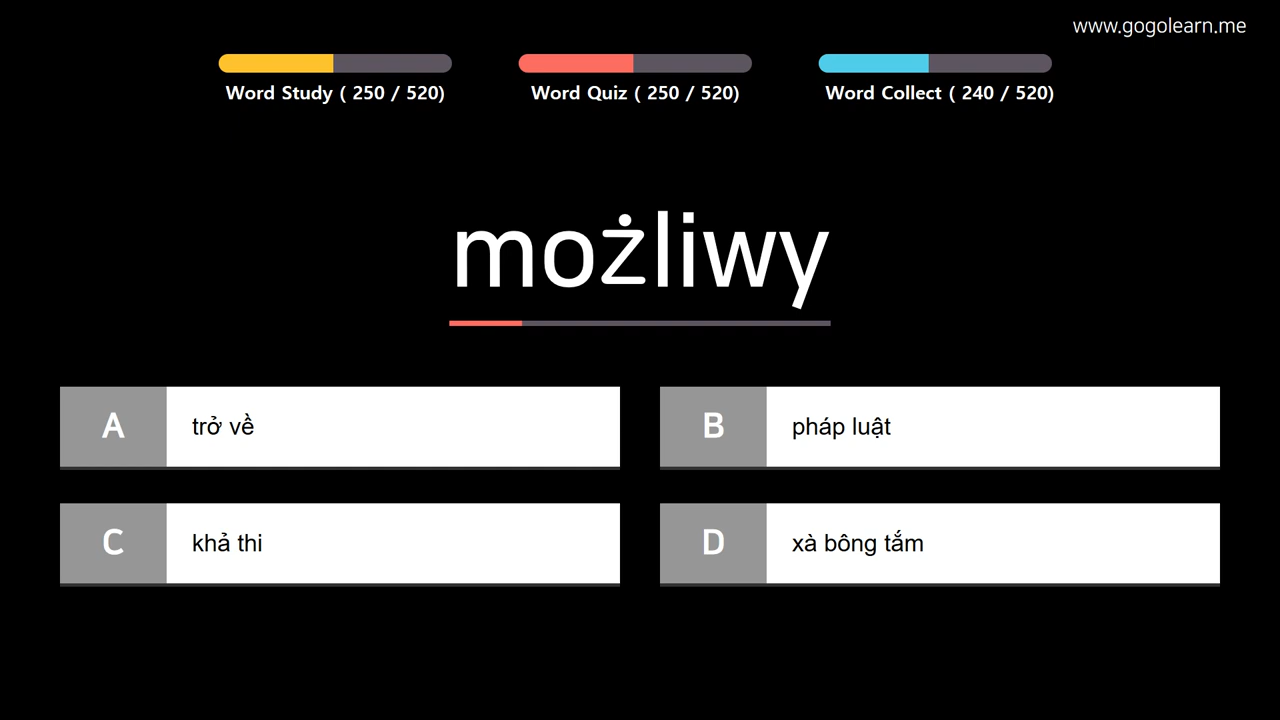 www.gogolearn.me
Word Study ( 250 / 520)
Word Quiz ( 250 / 520)
Word Collect ( 240 / 520)
możliwy
A trở về
B pháp luật
C khả thi
D xà bông tắm